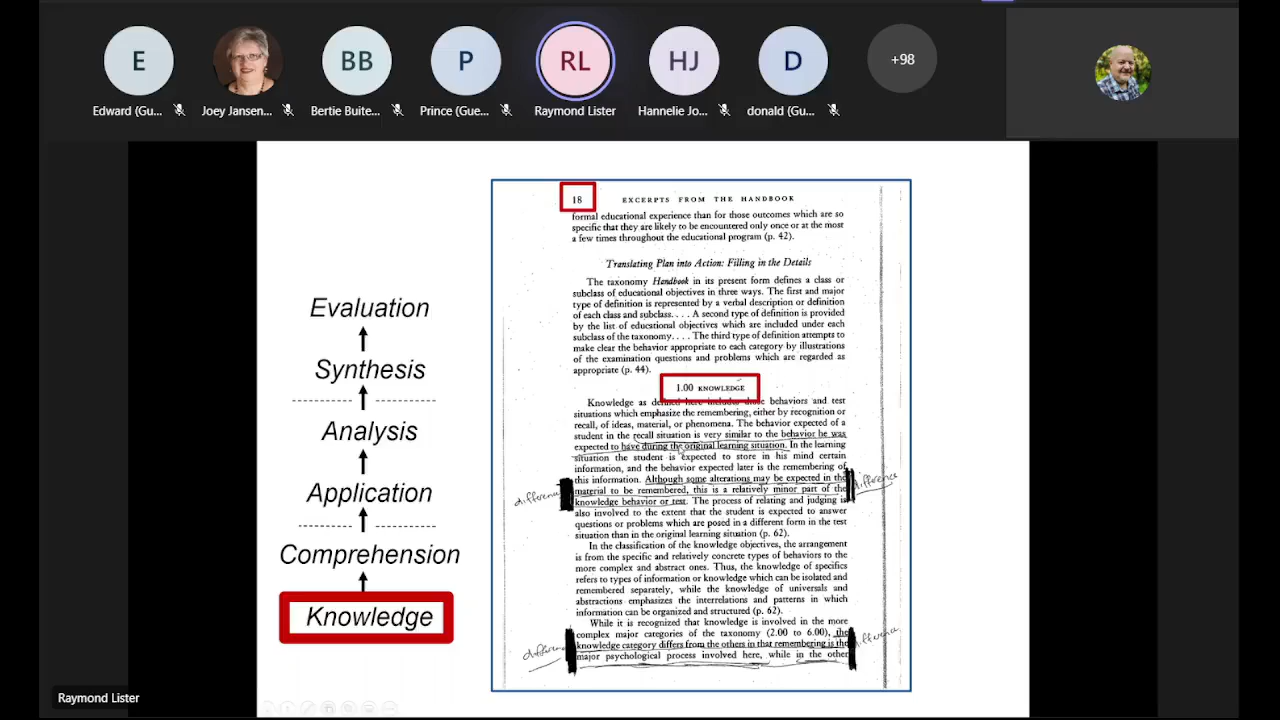 E
BB
P
RL
HJ
D
+98
Edward (Gu...
Joey Jansen...
Bertie Buite...
Prince (Gue...
Raymond Lister
Hannelie Jo...
donald (Gu...
Evaluation
Synthesis
Analysis
Application
Comprehension
Knowledge
18 EXCERPTS FROM THE HANDBOOK
formal educational experience than for those outcomes which are so
specific that they are likely to be encountered only once or at the most
a few times throughout the educational program (p. 42).
Translating Plan into Action: Filling in the Details
The taxonomy Handbook in its present form defines a class or
subclass of educational objectives in three ways. The first and major
type of definition is represented by a verbal description or definition
of each class and subclass. . . . A second type of definition is provided
by the list of educational objectives which are included under each
subclass of the taxonomy. . . . The third type of definition attempts to
make clear the behavior appropriate to each category by illustrations
of the examination questions and problems which are regarded as
appropriate (p. 44).
1.00 KNOWLEDGE
Knowledge as defined here includes those behaviors and test
situations which emphasize the remembering, either by recognition or
recall, of ideas, material, or phenomena. The behavior expected of a
student in the recall situation is very similar to the behavior he was
expected to have during the original learning situation. In the learning
situation the student is expected to store in his mind certain
information, and the behavior expected later is the remembering of
this information. Although some alterations may be expected in the
material to be remembered, this is a relatively minor part of the
knowledge behavior or test. The process of relating and judging is
also involved to the extent that the student is expected to answer
questions or problems which are posed in a different form in the test
situation than in the original learning situation (p. 62).
In the classification of the knowledge objectives, the arrangement
is from the specific and relatively concrete types of behaviors to the
more complex and abstract ones. Thus, the knowledge of specifics
refers to types of information or knowledge which can be isolated and
remembered separately, while the knowledge of universals and
abstractions emphasizes the interrelations and patterns in which
information can be organized and structured (p. 62).
While it is recognized that knowledge is involved in the more
complex major categories of the taxonomy (2.00 to 6.00), the
knowledge category differs from the others in that remembering is the
major psychological process involved here, while in the other
Raymond Lister